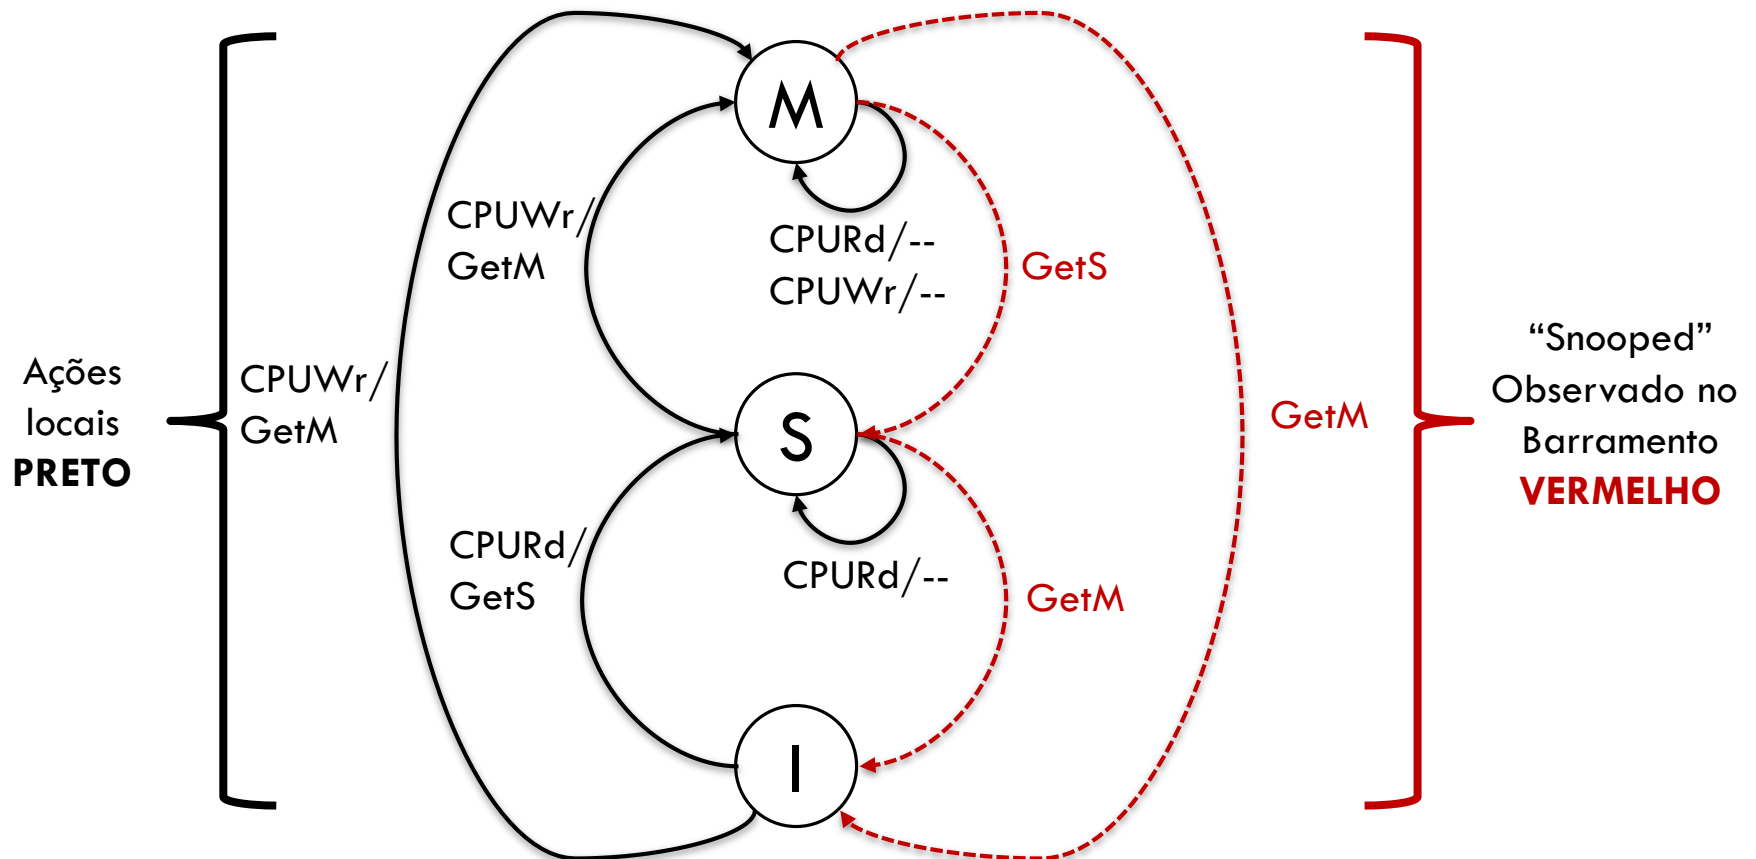 M
CPUWr/
GetM
CPURd/--
CPUWr/--
GetS
Ações
locais
PRETO
CPUWr/
GetM
S
GetM
“Snooped”
Observado no
Barramento
VERMELHO
CPURd/
GetS
CPURd/--
GetM
I